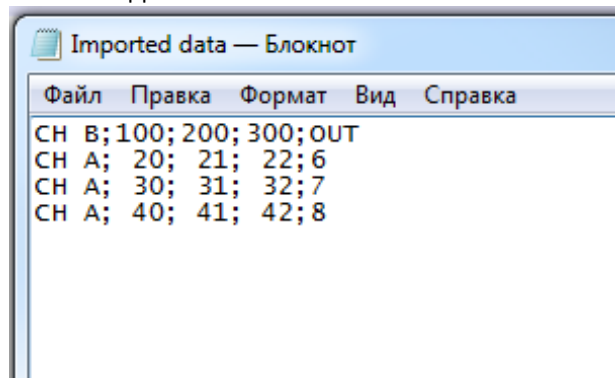 Imported data — Блокнот
Файл Правка Формат Вид Справка
CH B;100;200;300;OUT
CH A; 20; 21; 22;6
CH A; 30; 31; 32;7
CH A; 40; 41; 42;8